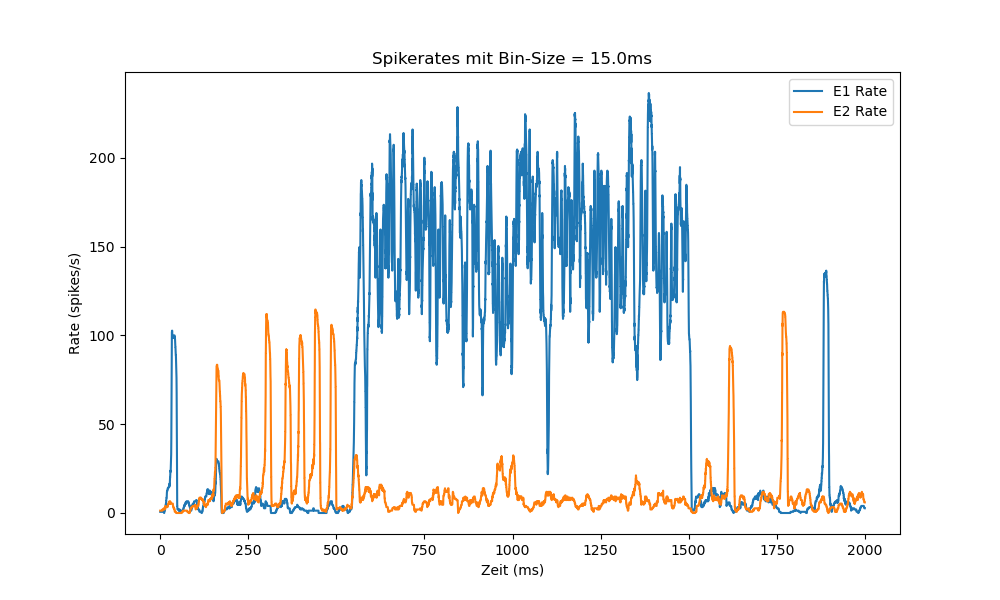 Spikerates mit Bin-Size = 15.0ms
E1 Rate
E2 Rate
Rate (spikes/s)
200
150
100
50
0
0 250 500 750 1000 1250 1500 1750 2000
Zeit (ms)